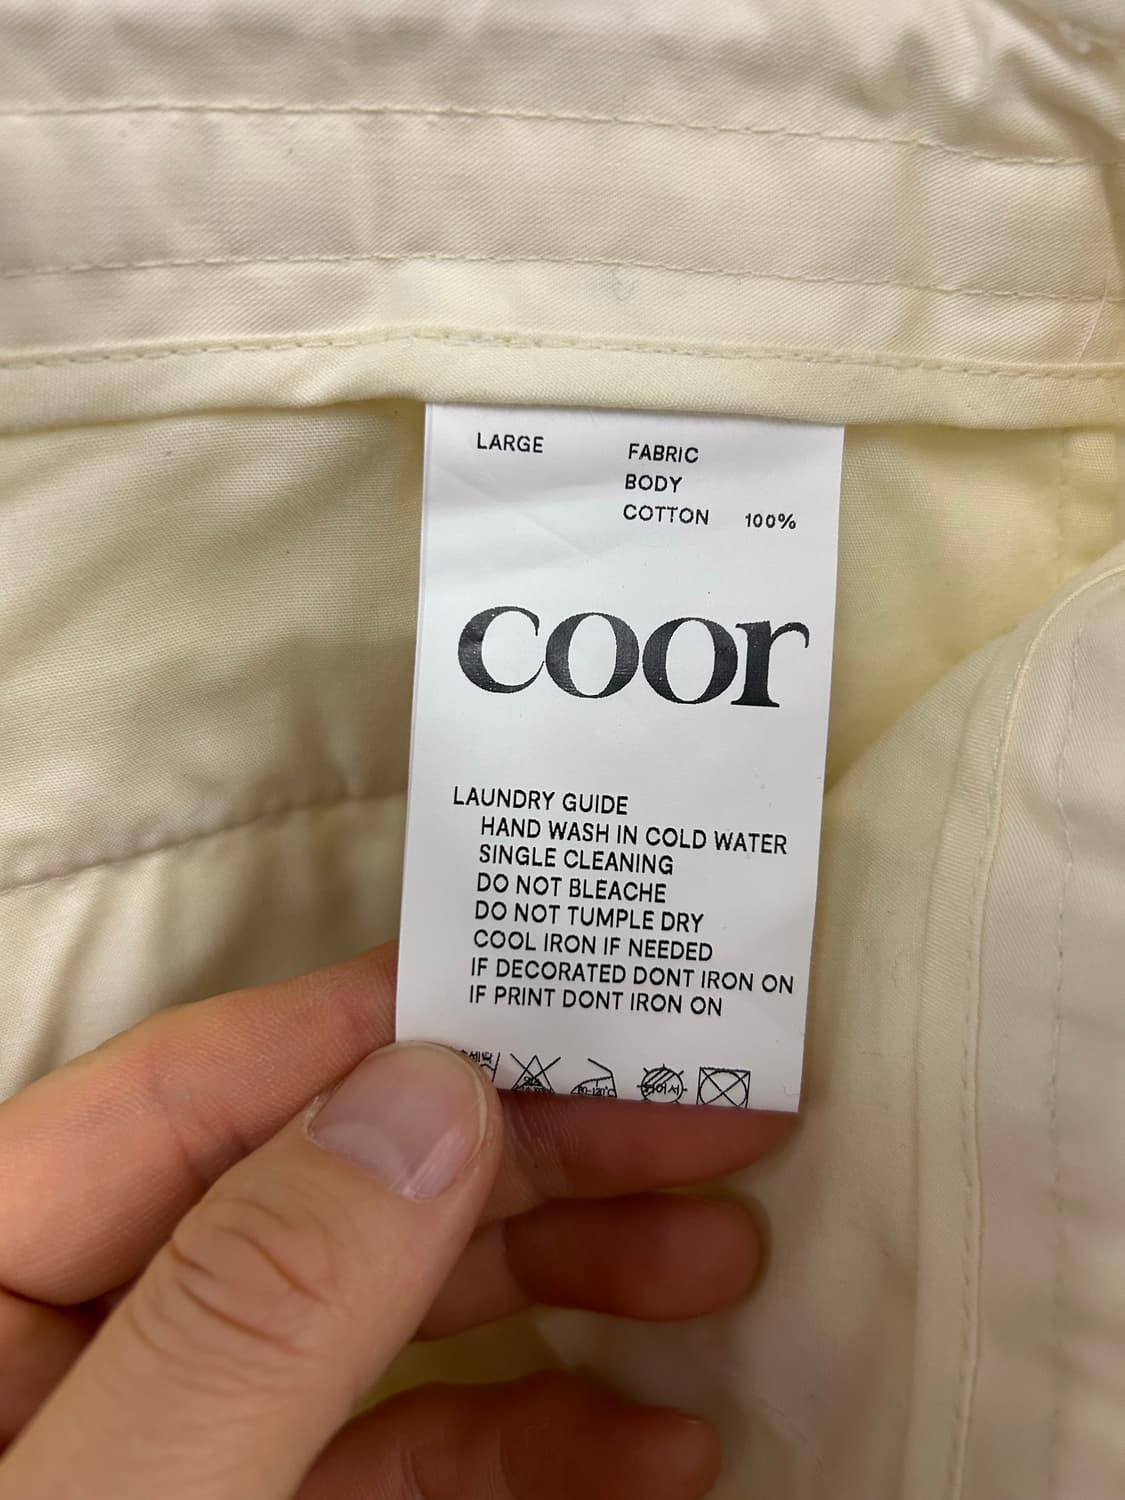 LARGE
FABRIC
BODY
COTTON 100%
coor
LAUNDRY GUIDE
HAND WASH IN COLD WATER
SINGLE CLEANING
DO NOT BLEACHE
DO NOT TUMPLE DRY
COOL IRON IF NEEDED
IF DECORATED DONT IRON ON
IF PRINT DONT IRON ON